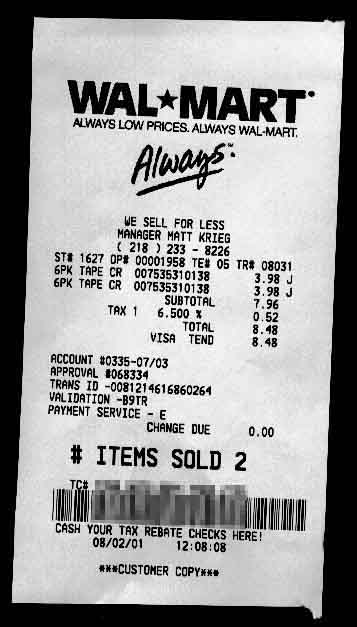 WAL★MART
ALWAYS LOW PRICES. ALWAYS WAL-MART.
Always™
WE SELL FOR LESS
MANAGER MATT KRIEG
( 218 ) 233 - 8226
ST# 1627 OP# 00001958 TE# 05 TR# 08031
6PK TAPE CR 007535310138 3.98 J
6PK TAPE CR 007535310138 3.98 J
SUBTOTAL 7.96
TAX 1 6.500 % 0.52
TOTAL 8.48
VISA TEND 8.48
ACCOUNT #0335-07/03
APPROVAL #068334
TRANS ID -0081214616860264
VALIDATION -B9TR
PAYMENT SERVICE - E
CHANGE DUE 0.00
# ITEMS SOLD 2
TC#
CASH YOUR TAX REBATE CHECKS HERE!
08/02/01 12:08:08
***CUSTOMER COPY***